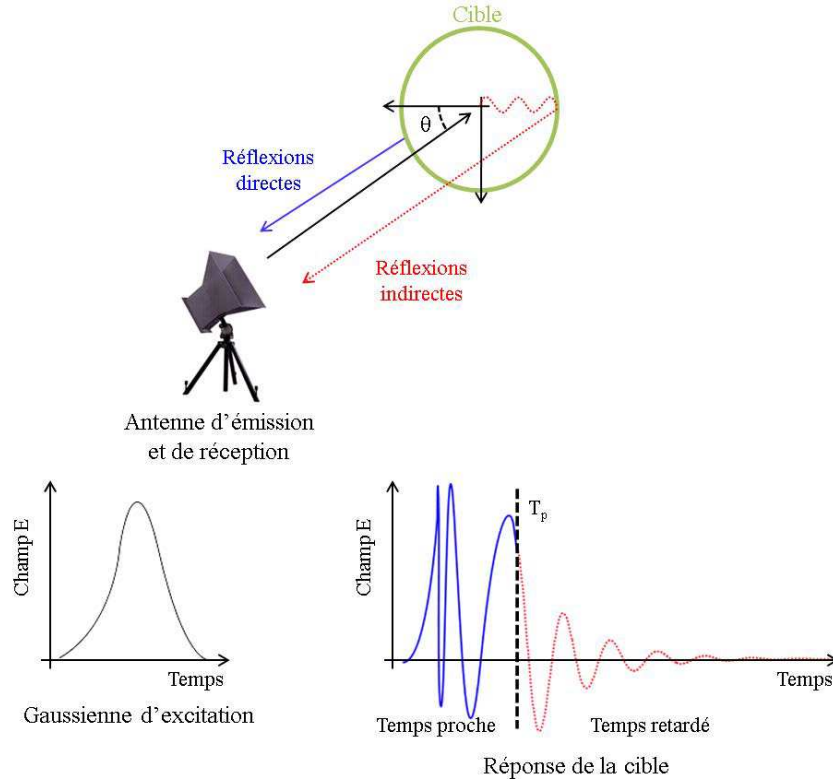 Cible
θ
Réflexions
directes
Réflexions
indirectes
Antenne d'émission
et de réception
Champ E
Temps
Gaussienne d'excitation
Champ E
T_p
Temps
Temps proche
Temps retardé
Réponse de la cible